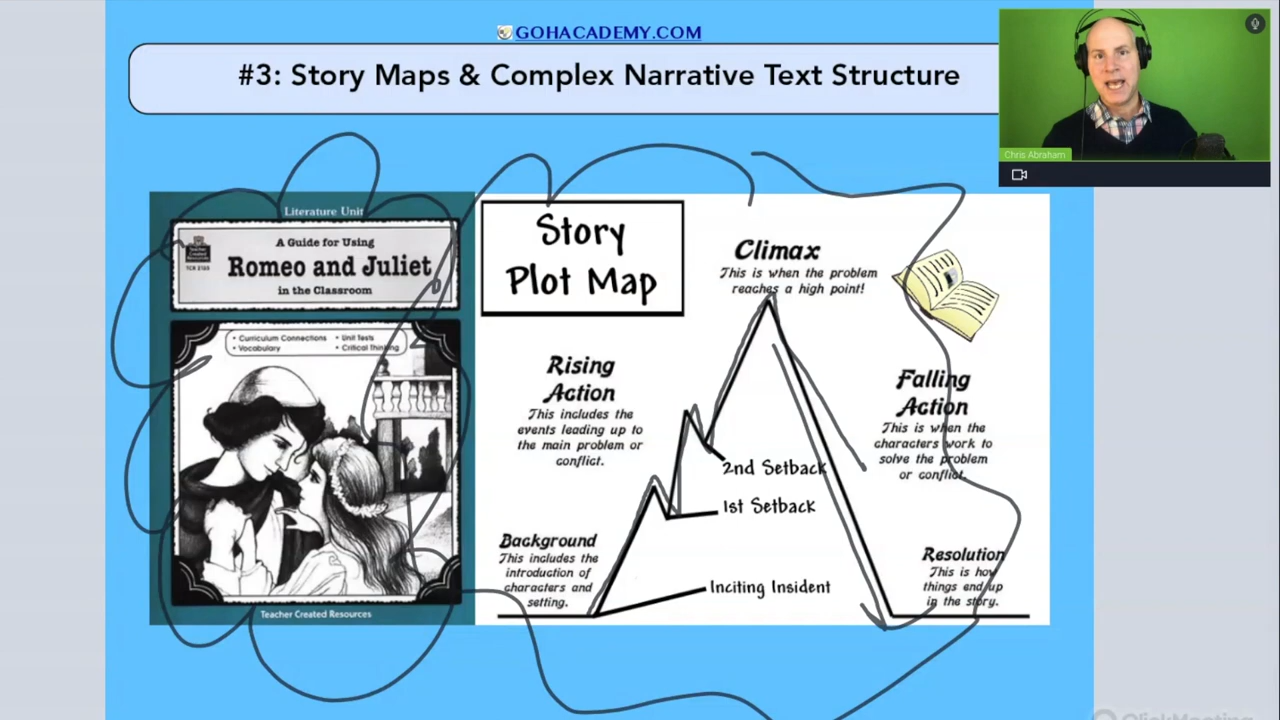 GOHACADEMY.COM
#3: Story Maps & Complex Narrative Text Structure
Chris Abraham
Literature Unit
A Guide for Using
Romeo and Juliet
in the Classroom
TCR 2155
• Curriculum Connections • Unit Tests
• Vocabulary • Critical Thinking
Teacher Created Resources
Story
Plot Map
Climax
This is when the problem
reaches a high point!
Rising
Action
This includes the
events leading up to
the main problem or
conflict.
Falling
Action
This is when the
characters work to
solve the problem
or conflict.
2nd Setback
1st Setback
Background
This includes the
introduction of
characters and
setting.
Inciting Insident
Resolution
This is how
things end up
in the story.
ClickMeeting